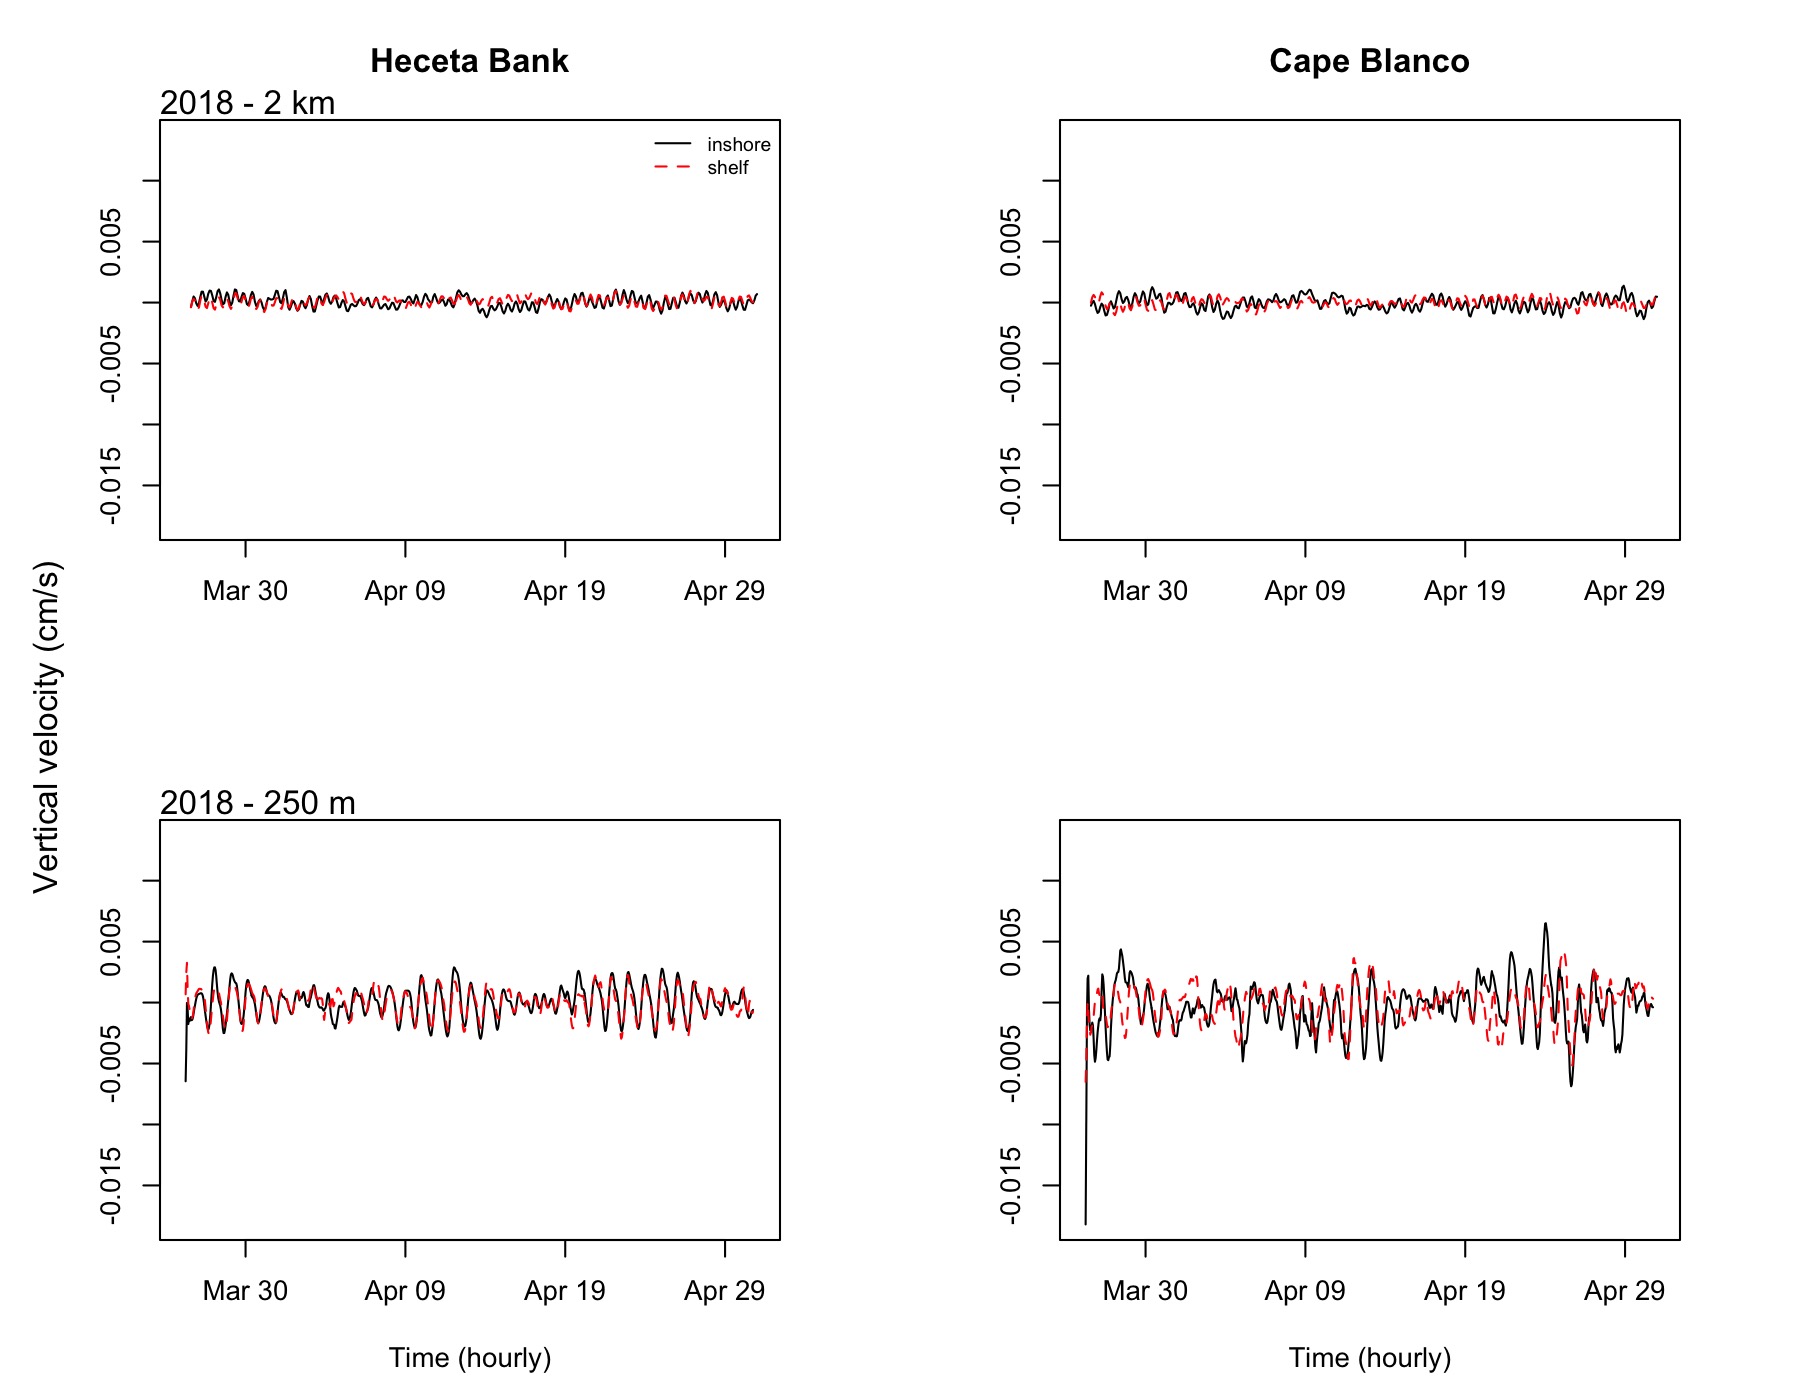 Heceta Bank
Cape Blanco
2018 - 2 km
inshore
shelf
0.005
-0.005
-0.015
Mar 30 Apr 09 Apr 19 Apr 29
0.005
-0.005
-0.015
Mar 30 Apr 09 Apr 19 Apr 29
Vertical velocity (cm/s)
2018 - 250 m
0.005
-0.005
-0.015
Mar 30 Apr 09 Apr 19 Apr 29
Time (hourly)
0.005
-0.005
-0.015
Mar 30 Apr 09 Apr 19 Apr 29
Time (hourly)